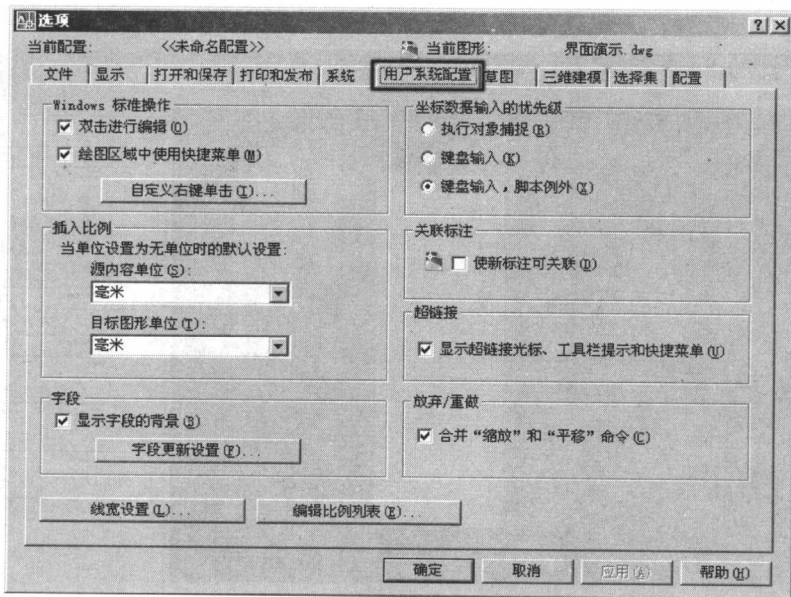 选项
当前配置: <<未命名配置>> 当前图形: 界面演示.dwg
文件 显示 打开和保存 打印和发布 系统 用户系统配置 草图 三维建模 选择集 配置
Windows 标准操作
双击进行编辑(O)
绘图区域中使用快捷菜单(M)
自定义右键单击(I)...
插入比例
当单位设置为无单位时的默认设置:
源内容单位(S):
毫米
目标图形单位(T):
毫米
字段
显示字段的背景(B)
字段更新设置(F)...
坐标数据输入的优先级
执行对象捕捉(R)
键盘输入(K)
键盘输入，脚本例外(X)
关联标注
使新标注可关联(D)
超链接
显示超链接光标、工具栏提示和快捷菜单(U)
放弃/重做
合并“缩放”和“平移”命令(C)
线宽设置(L)... 编辑比例列表(E)...
确定 取消 应用(A) 帮助(H)